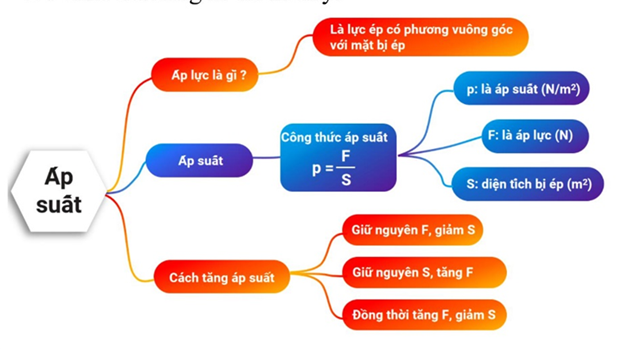 Áp
suất
Áp lực là gì ?
Là lực ép có phương vuông góc
với mặt bị ép
Áp suất
Công thức áp suất
p = F/S
p: là áp suất (N/m²)
F: là áp lực (N)
S: diện tích bị ép (m²)
Cách tăng áp suất
Giữ nguyên F, giảm S
Giữ nguyên S, tăng F
Đồng thời tăng F, giảm S